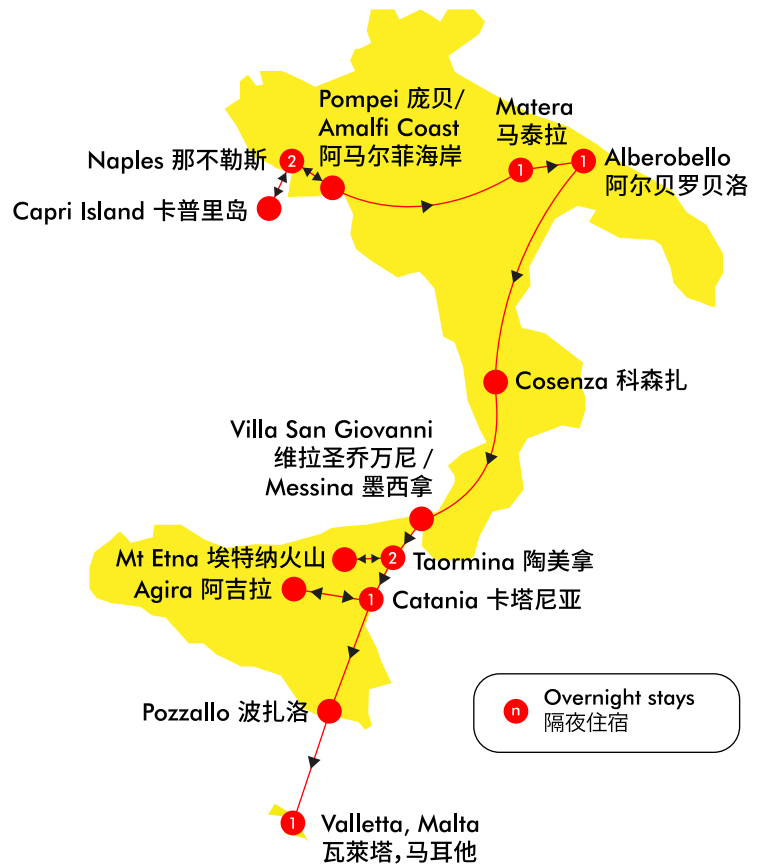 Pompei 庞贝/
Amalfi Coast
阿马尔菲海岸
Matera
马泰拉
Naples 那不勒斯
2
1
1
Alberobello
阿尔贝罗贝洛
Capri Island 卡普里岛
Cosenza 科森扎
Villa San Giovanni
维拉圣乔万尼 /
Messina 墨西拿
Mt Etna 埃特纳火山
2
Taormina 陶美拿
Agira 阿吉拉
1
Catania 卡塔尼亚
Pozzallo 波扎洛
n
Overnight stays
隔夜住宿
1
Valletta, Malta
瓦莱塔，马耳他